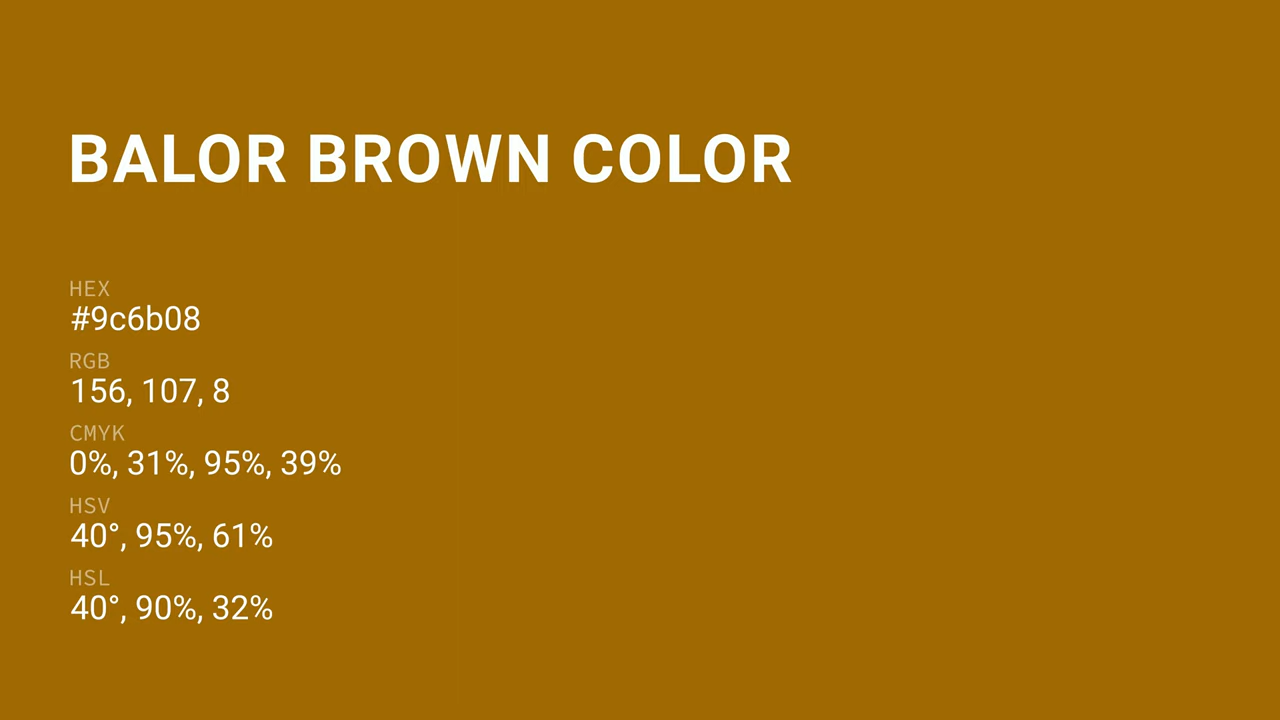 BALOR BROWN COLOR
HEX
#9c6b08
RGB
156, 107, 8
CMYK
0%, 31%, 95%, 39%
HSV
40°, 95%, 61%
HSL
40°, 90%, 32%